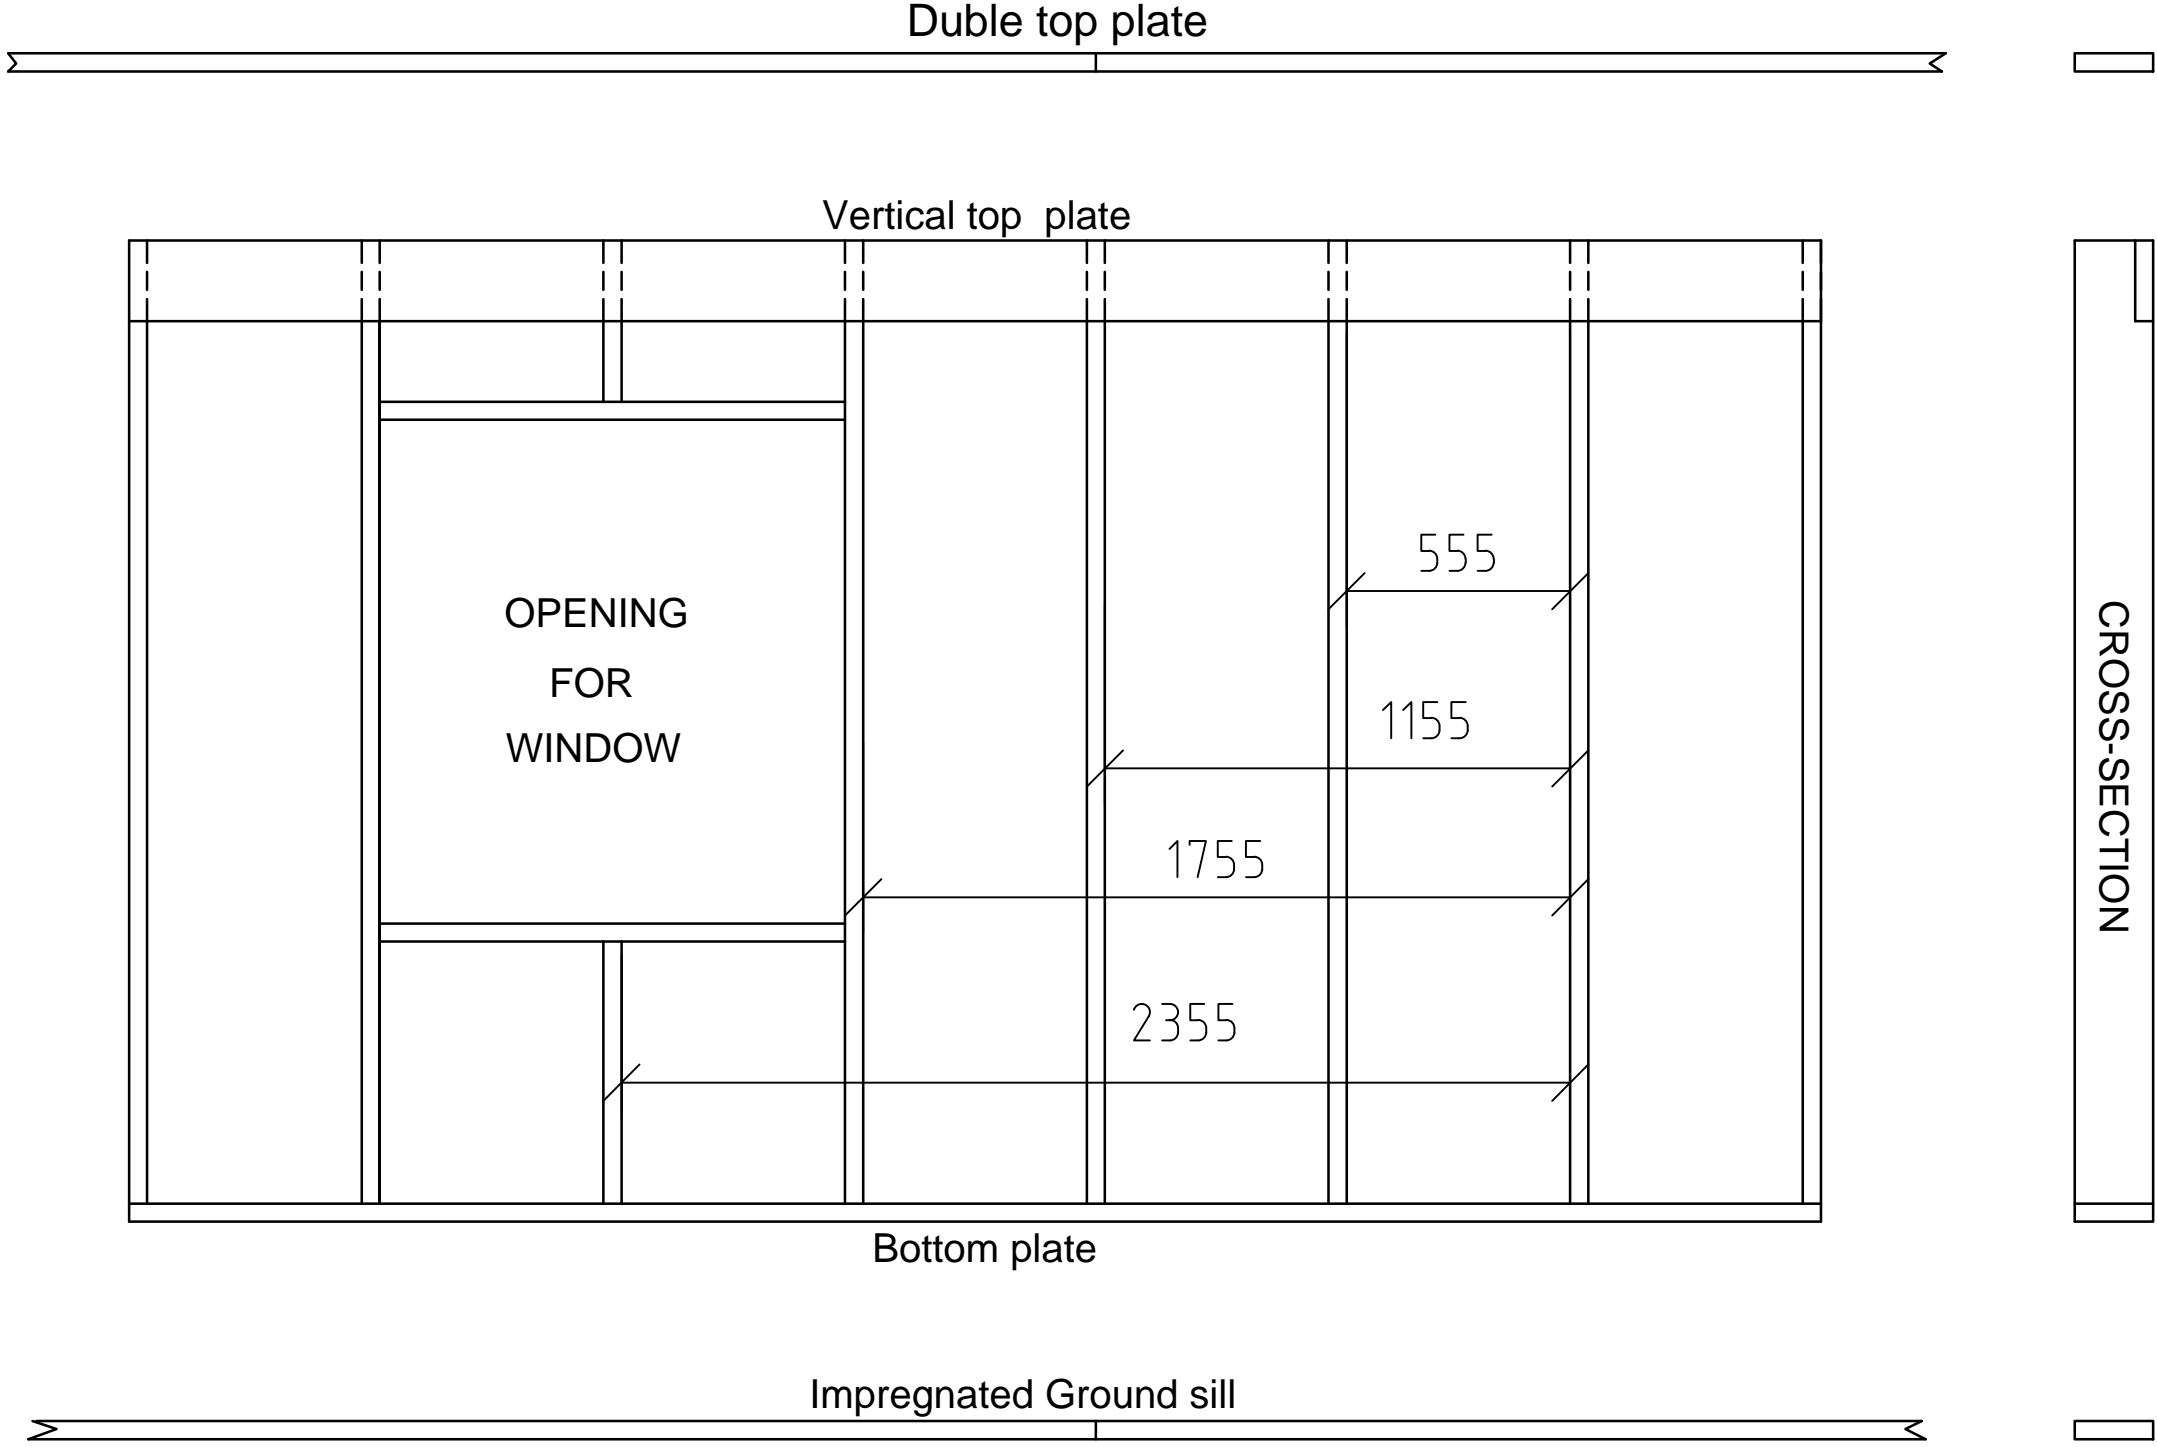 Duble top plate
Vertical top plate
555
OPENING
FOR
WINDOW
1155
1755
2355
CROSS-SECTION
Bottom plate
Impregnated Ground sill